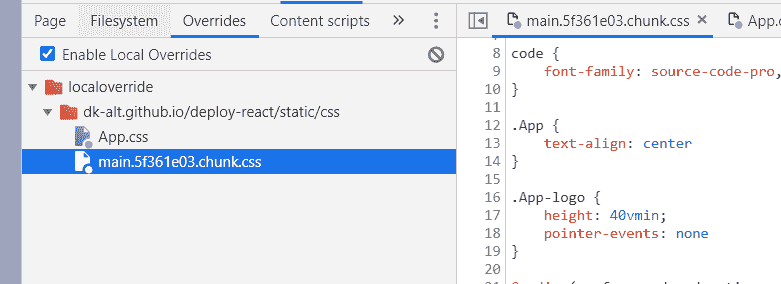 Page Filesystem Overrides Content scripts »
Enable Local Overrides
localoverride
dk-alt.github.io/deploy-react/static/css
App.css
main.5f361e03.chunk.css
main.5f361e03.chunk.css × App.c
8 code {
9 font-family: source-code-pro,
10 }
11
12 .App {
13 text-align: center
14 }
15
16 .App-logo {
17 height: 40vmin;
18 pointer-events: none
19 }
20